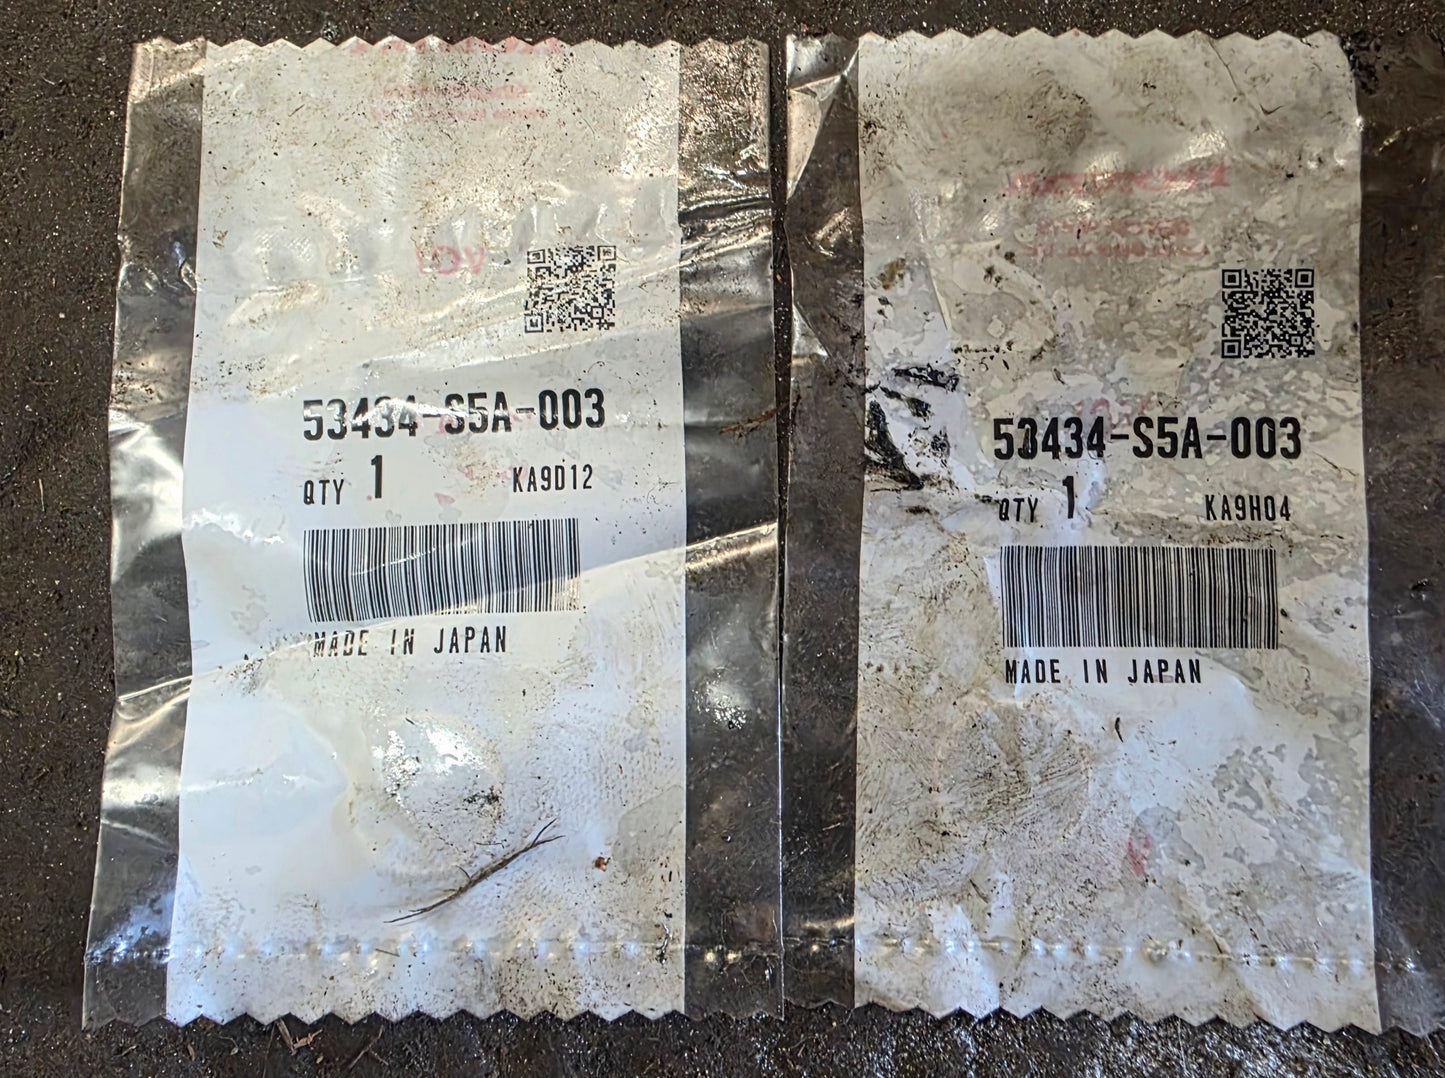 53434-S5A-003
QTY 1 KA9D12
MADE IN JAPAN
53434-S5A-003
QTY 1 KA9H04
MADE IN JAPAN